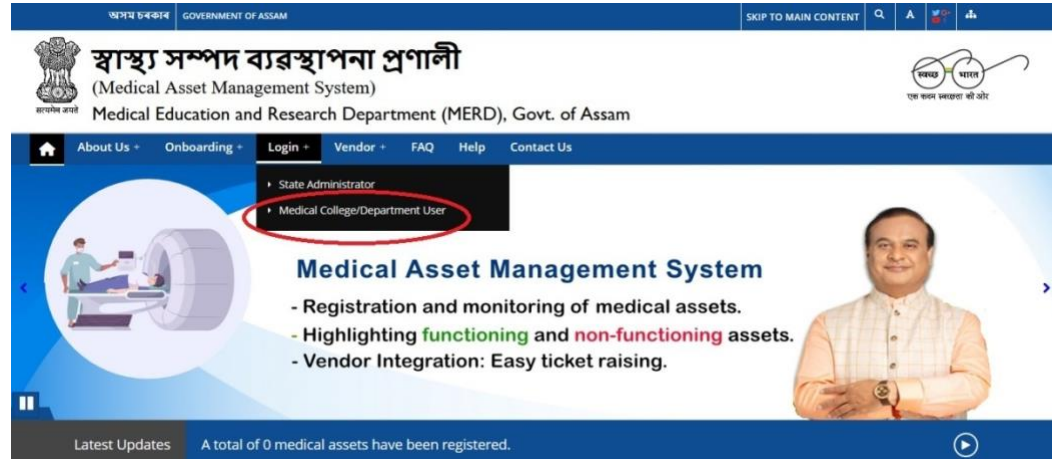 অসম চৰকাৰ GOVERNMENT OF ASSAM SKIP TO MAIN CONTENT A
স্বাস্থ্য সম্পদ ব্যৱস্থাপনা প্ৰণালী
(Medical Asset Management System)
Medical Education and Research Department (MERD), Govt. of Assam
सत्यमेव जयते
स्वच्छ भारत
एक कदम स्वच्छता की ओर
About Us + Onboarding + Login + Vendor + FAQ Help Contact Us
State Administrator
Medical College/Department User
Medical Asset Management System
- Registration and monitoring of medical assets.
- Highlighting functioning and non-functioning assets.
- Vendor Integration: Easy ticket raising.
Latest Updates A total of 0 medical assets have been registered.